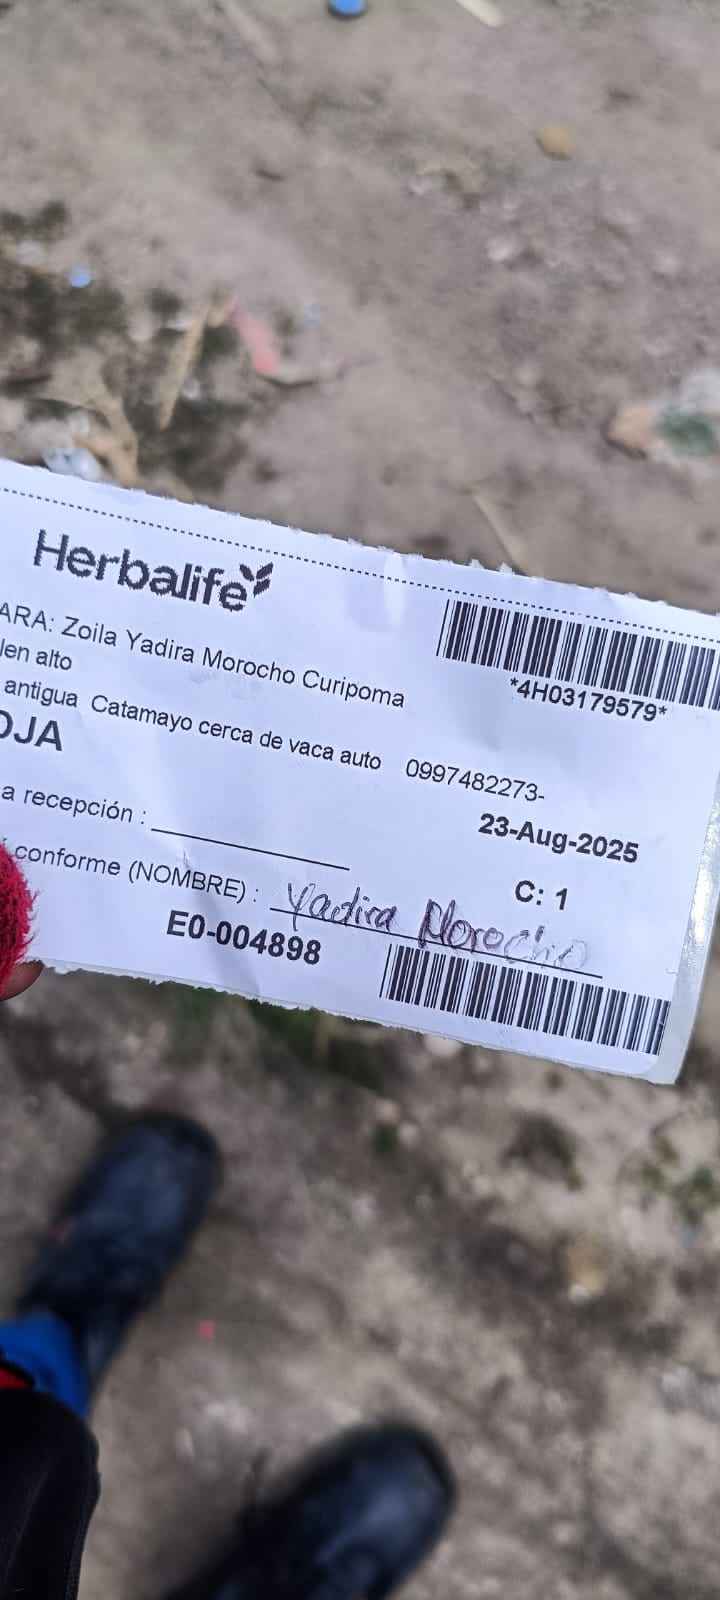 Herbalife
ARA: Zoila Yadira Morocho Curipoma
*4H03179579*
len alto
antigua Catamayo cerca de vaca auto 0997482273-
OJA
23-Aug-2025
a recepción :
C: 1
conforme (NOMBRE) : Yadira Morocho
E0-004898